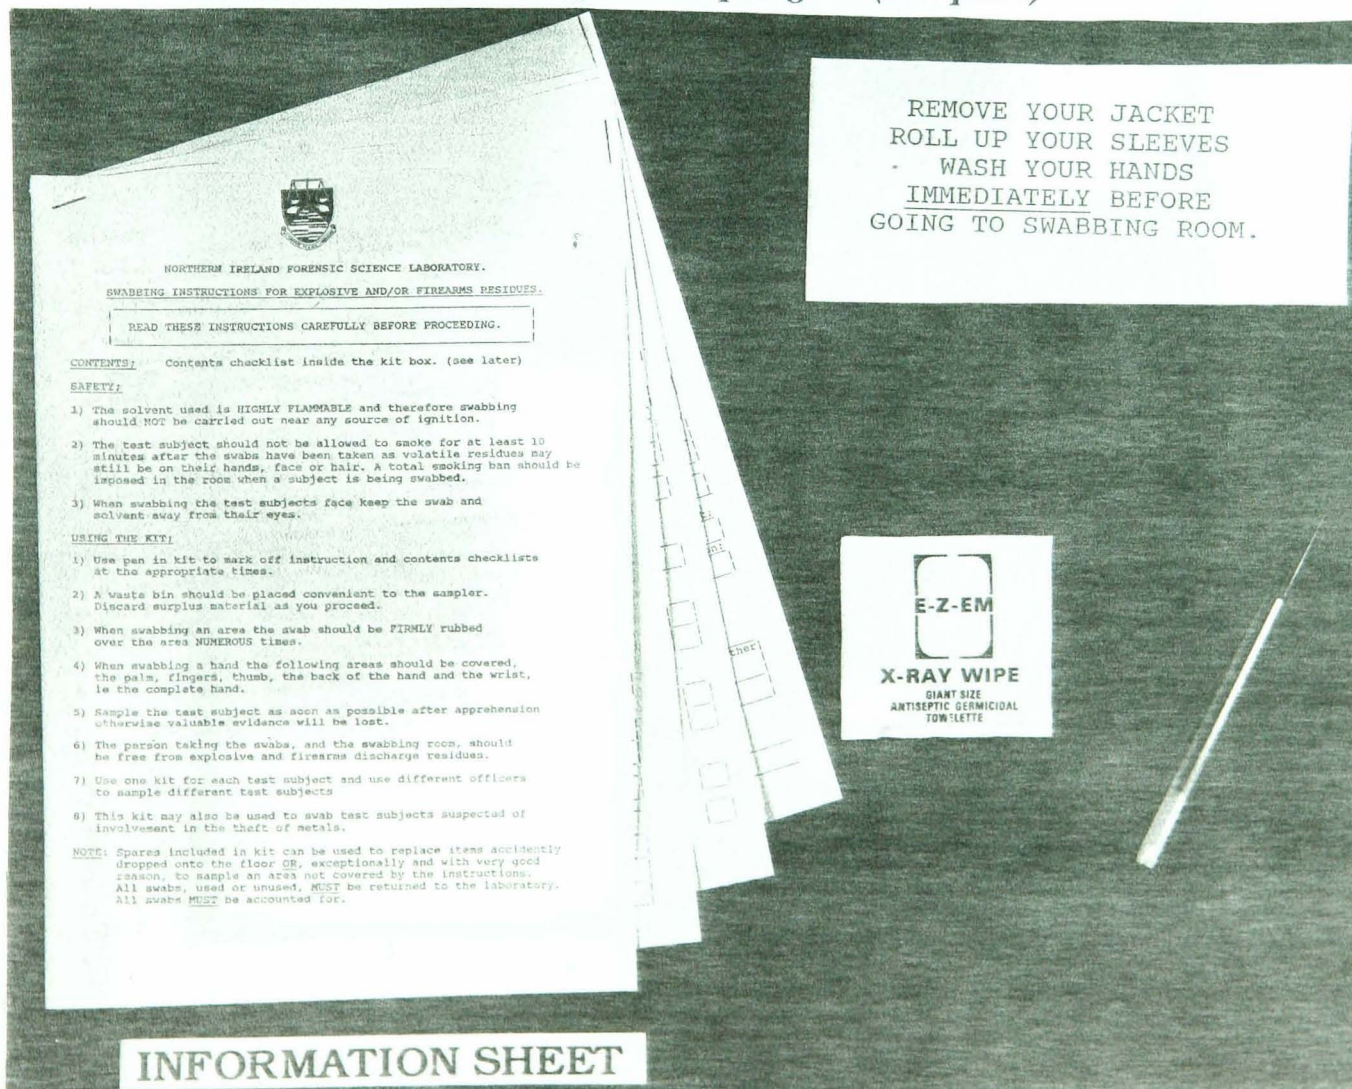 NORTHERN IRELAND FORENSIC SCIENCE LABORATORY.
SWABBING INSTRUCTIONS FOR EXPLOSIVE AND/OR FIREARMS RESIDUES.
READ THESE INSTRUCTIONS CAREFULLY BEFORE PROCEEDING.
CONTENTS; Contents checklist inside the kit box. (see later)
SAFETY;
1) The solvent used is HIGHLY FLAMMABLE and therefore swabbing
should NOT be carried out near any source of ignition.
2) The test subject should not be allowed to smoke for at least 10
minutes after the swabs have been taken as volatile residues may
still be on their hands, face or hair. A total smoking ban should be
imposed in the room when a subject is being swabbed.
3) When swabbing the test subjects face keep the swab and
solvent away from their eyes.
USING THE KIT;
1) Use pen in kit to mark off instruction and contents checklists
at the appropriate times.
2) A waste bin should be placed convenient to the sampler.
Discard surplus material as you proceed.
3) When swabbing an area the swab should be FIRMLY rubbed
over the area NUMEROUS times.
4) When swabbing a hand the following areas should be covered,
the palm, fingers, thumb, the back of the hand and the wrist,
ie the complete hand.
5) Sample the test subject as soon as possible after apprehension
otherwise valuable evidence will be lost.
6) The person taking the swabs, and the swabbing room, should
be free from explosive and firearms discharge residues.
7) Use one kit for each test subject and use different officers
to sample different test subjects
8) This kit may also be used to swab test subjects suspected of
involvement in the theft of metals.
NOTE: Spares included in kit can be used to replace items accidently
dropped onto the floor OR, exceptionally and with very good
reason, to sample an area not covered by the instructions.
All swabs, used or unused, MUST be returned to the laboratory.
All swabs MUST be accounted for.
ther
REMOVE YOUR JACKET
ROLL UP YOUR SLEEVES
WASH YOUR HANDS
IMMEDIATELY BEFORE
GOING TO SWABBING ROOM.
E-Z-EM
X-RAY WIPE
GIANT SIZE
ANTISEPTIC GERMICIDAL
TOWELETTE
INFORMATION SHEET